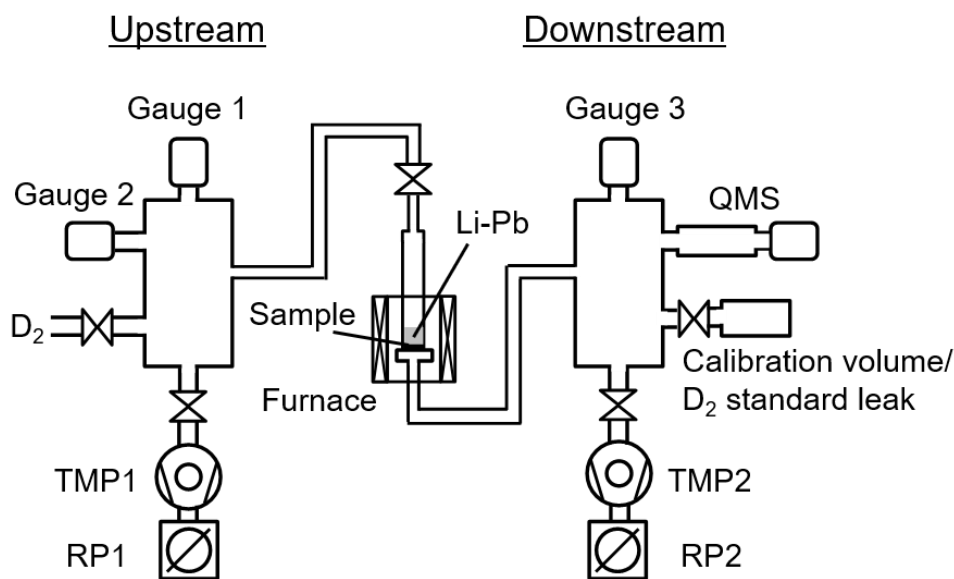 Upstream
Downstream
Gauge 1
Gauge 3
Gauge 2
QMS
Li-Pb
D₂
Sample
Furnace
Calibration volume/
D₂ standard leak
TMP1
TMP2
RP1
RP2